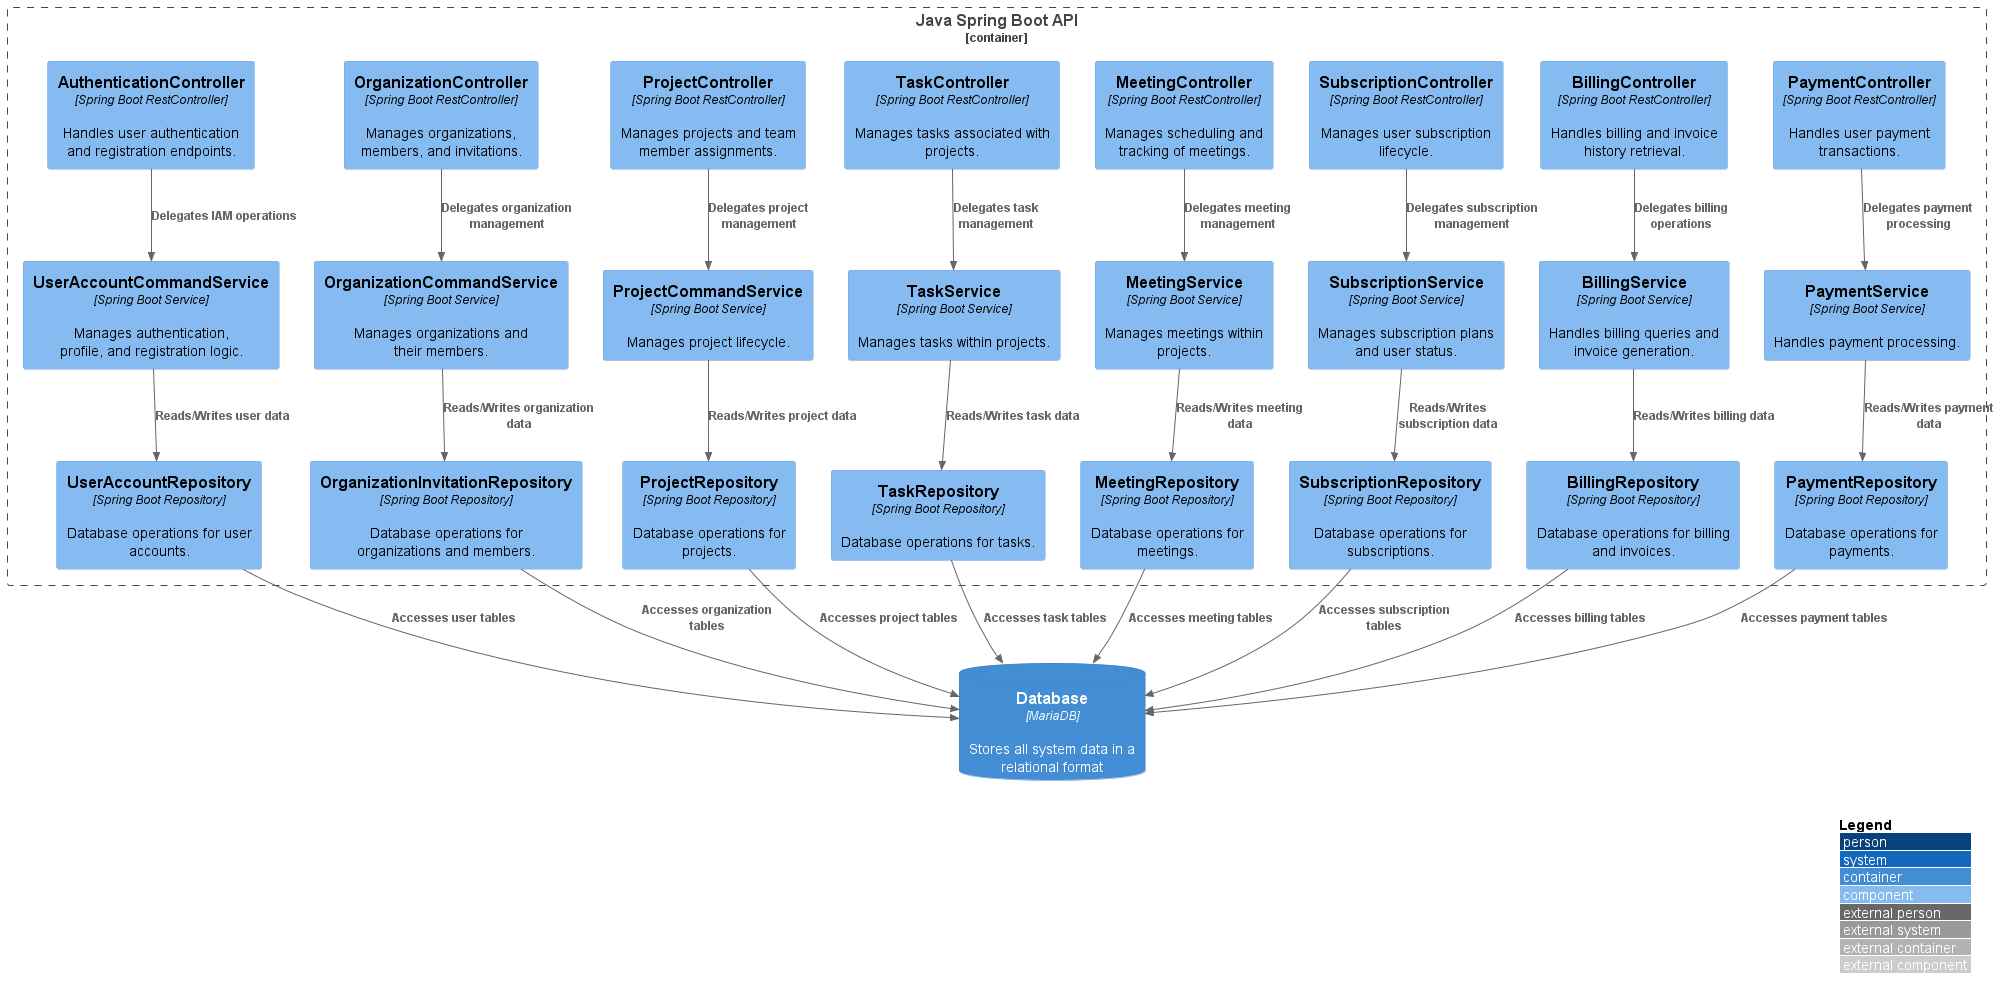 Java Spring Boot API
[container]
AuthenticationController
[Spring Boot RestController]
Handles user authentication
and registration endpoints.
OrganizationController
[Spring Boot RestController]
Manages organizations,
members, and invitations.
ProjectController
[Spring Boot RestController]
Manages projects and team
member assignments.
TaskController
[Spring Boot RestController]
Manages tasks associated with
projects.
MeetingController
[Spring Boot RestController]
Manages scheduling and
tracking of meetings.
SubscriptionController
[Spring Boot RestController]
Manages user subscription
lifecycle.
BillingController
[Spring Boot RestController]
Handles billing and invoice
history retrieval.
PaymentController
[Spring Boot RestController]
Handles user payment
transactions.
Delegates IAM operations
Delegates organization
management
Delegates project
management
Delegates task
management
Delegates meeting
management
Delegates subscription
management
Delegates billing
operations
Delegates payment
processing
UserAccountCommandService
[Spring Boot Service]
Manages authentication,
profile, and registration logic.
OrganizationCommandService
[Spring Boot Service]
Manages organizations and
their members.
ProjectCommandService
[Spring Boot Service]
Manages project lifecycle.
TaskService
[Spring Boot Service]
Manages tasks within projects.
MeetingService
[Spring Boot Service]
Manages meetings within
projects.
SubscriptionService
[Spring Boot Service]
Manages subscription plans
and user status.
BillingService
[Spring Boot Service]
Handles billing queries and
invoice generation.
PaymentService
[Spring Boot Service]
Handles payment processing.
Reads/Writes user data
Reads/Writes organization
data
Reads/Writes project data
Reads/Writes task data
Reads/Writes meeting
data
Reads/Writes
subscription data
Reads/Writes billing data
Reads/Writes payment
data
UserAccountRepository
[Spring Boot Repository]
Database operations for user
accounts.
OrganizationInvitationRepository
[Spring Boot Repository]
Database operations for
organizations and members.
ProjectRepository
[Spring Boot Repository]
Database operations for
projects.
TaskRepository
[Spring Boot Repository]
Database operations for tasks.
MeetingRepository
[Spring Boot Repository]
Database operations for
meetings.
SubscriptionRepository
[Spring Boot Repository]
Database operations for
subscriptions.
BillingRepository
[Spring Boot Repository]
Database operations for billing
and invoices.
PaymentRepository
[Spring Boot Repository]
Database operations for
payments.
Accesses user tables
Accesses organization
tables
Accesses project tables
Accesses task tables
Accesses meeting tables
Accesses subscription
tables
Accesses billing tables
Accesses payment tables
Database
[MariaDB]
Stores all system data in a
relational format
Legend
person
system
container
component
external person
external system
external container
external component